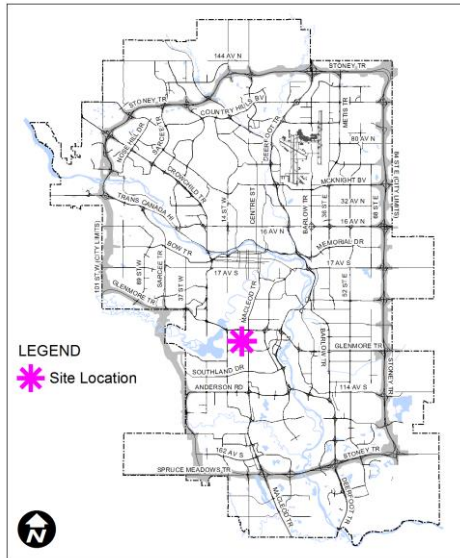 144 AV N
STONEY TR
STONEY TR
COUNTRY HILLS BV
METIS TR
NOSE HILL DR
SARCEE TR
DEERFOOT TR
80 AV N
CROWCHILD TR
MCKNIGHT BV
14 ST W
CENTRE ST
BARLOW TR
36 ST E
32 AV N
68 ST E
84 ST E (CITY LIMITS)
TRANS CANADA HI
16 AV N
16 AV N
MEMORIAL DR
101 ST W (CITY LIMITS)
BOW TR
17 AV S
17 AV S
69 ST W
SARCEE TR
37 ST W
MACLEOD TR
52 ST E
GLENMORE TR
BARLOW TR
GLENMORE TR
LEGEND
Site Location
SOUTHLAND DR
ANDERSON RD
114 AV S
STONEY TR
162 AV S
STONEY TR
SPRUCE MEADOWS TR
MACLEOD TR
DEERFOOT TR
N